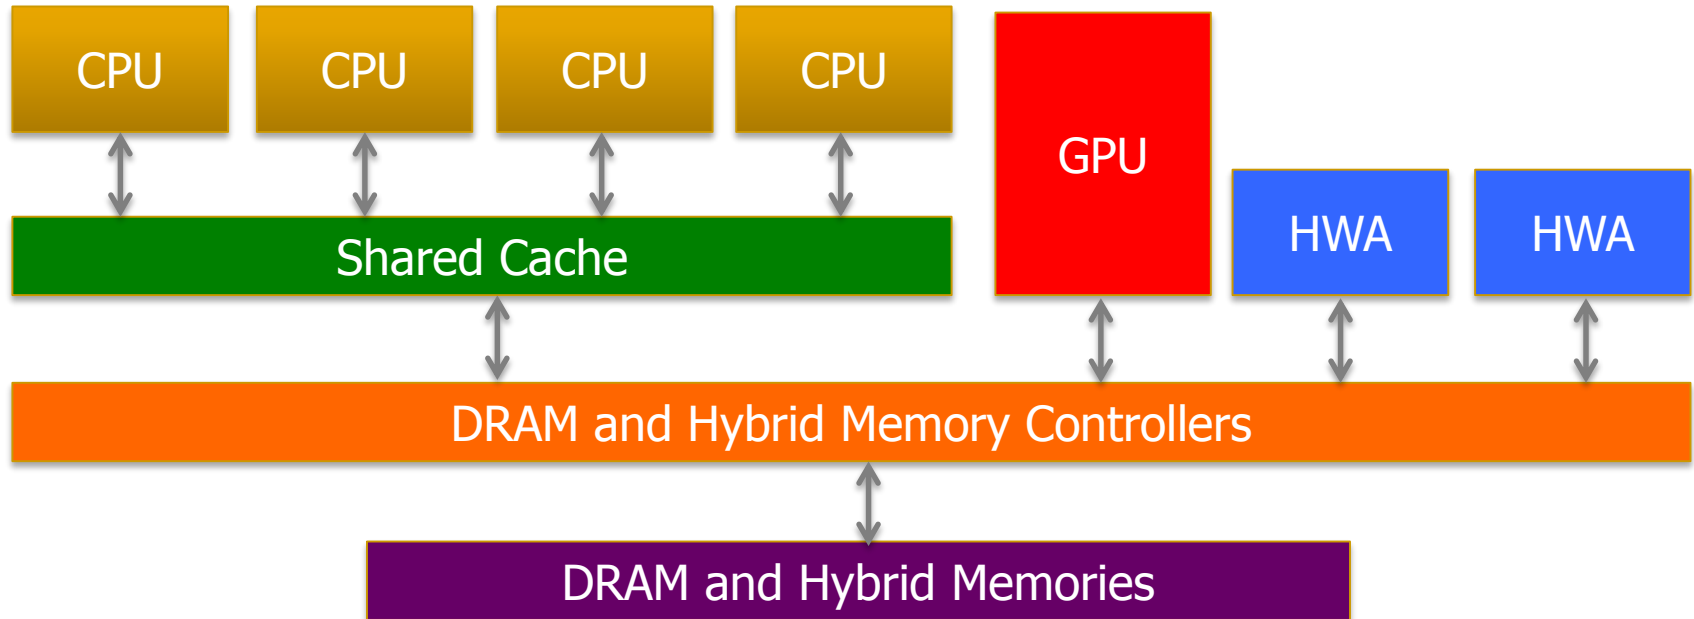 CPU
CPU
CPU
CPU
GPU
HWA
HWA
Shared Cache
DRAM and Hybrid Memory Controllers
DRAM and Hybrid Memories